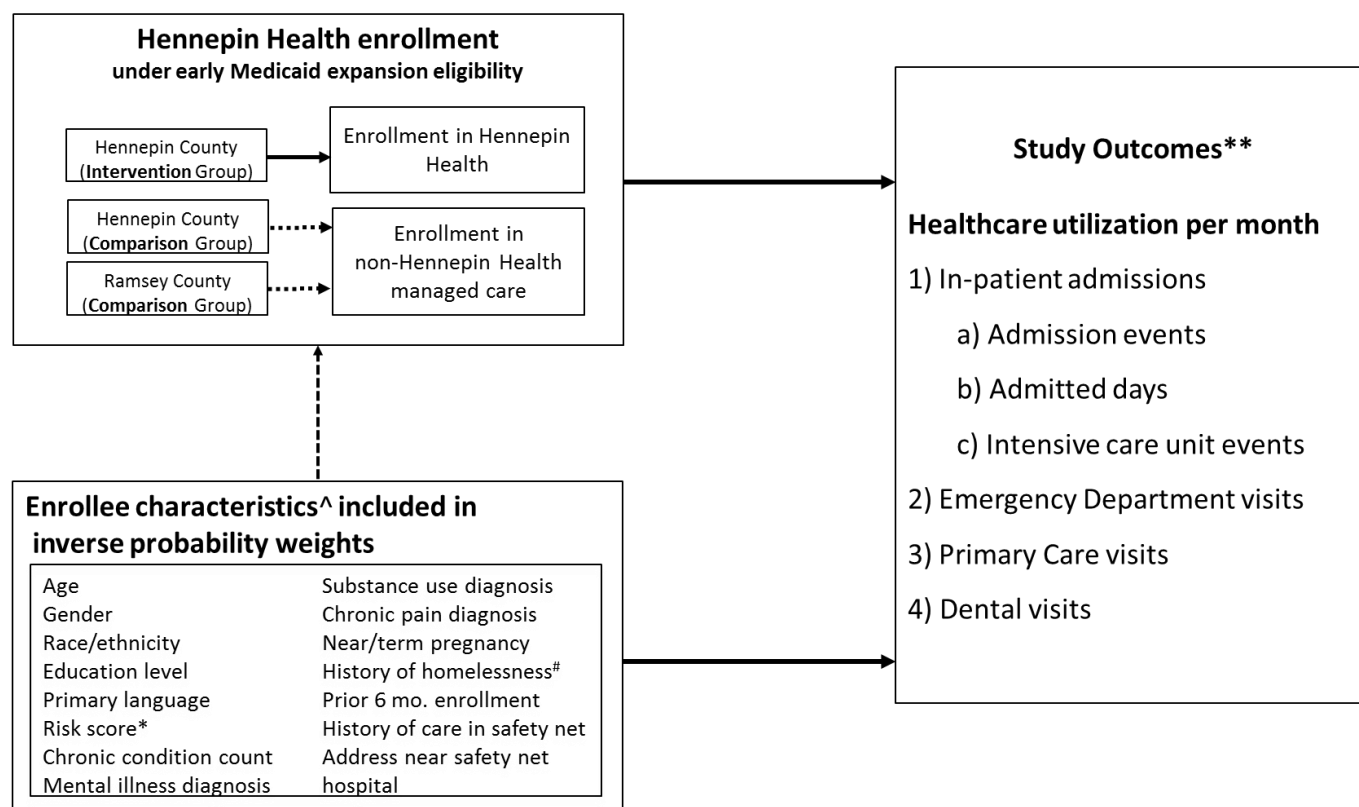 Hennepin Health enrollment
under early Medicaid expansion eligibility
Hennepin County
(Intervention Group)
Enrollment in Hennepin
Health
Hennepin County
(Comparison Group)
Ramsey County
(Comparison Group)
Enrollment in
non-Hennepin Health
managed care
Enrollee characteristics^ included in
inverse probability weights
Age
Gender
Race/ethnicity
Education level
Primary language
Risk score*
Chronic condition count
Mental illness diagnosis
Substance use diagnosis
Chronic pain diagnosis
Near/term pregnancy
History of homelessness#
Prior 6 mo. enrollment
History of care in safety net
Address near safety net
hospital
Study Outcomes**
Healthcare utilization per month
1) In-patient admissions
a) Admission events
b) Admitted days
c) Intensive care unit events
2) Emergency Department visits
3) Primary Care visits
4) Dental visits